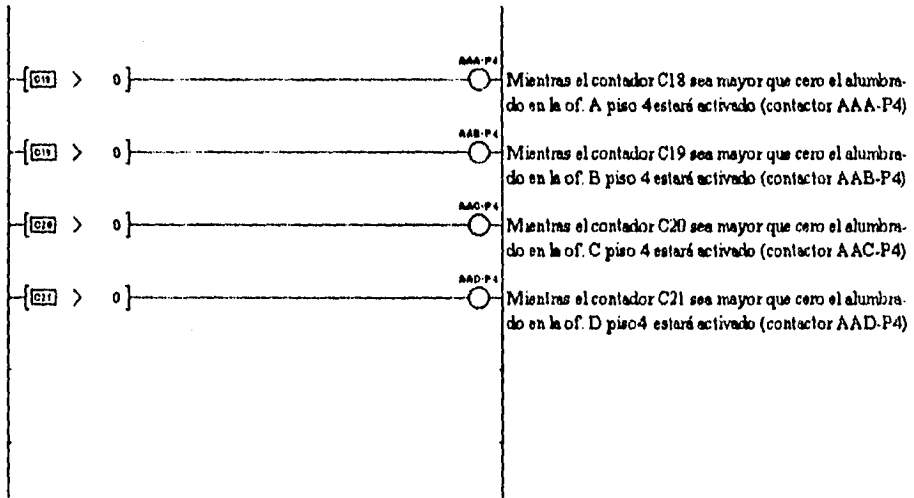 AAA-P4
C18 > 0
Mientras el contador C18 sea mayor que cero el alumbra-
do en la of. A piso 4 estará activado (contactor AAA-P4)
AAB-P4
C19 > 0
Mientras el contador C19 sea mayor que cero el alumbra-
do en la of. B piso 4 estará activado (contactor AAB-P4)
AAC-P4
C20 > 0
Mientras el contador C20 sea mayor que cero el alumbra-
do en la of. C piso 4 estará activado (contactor AAC-P4)
AAD-P4
C21 > 0
Mientras el contador C21 sea mayor que cero el alumbra-
do en la of. D piso4 estará activado (contactor AAD-P4)